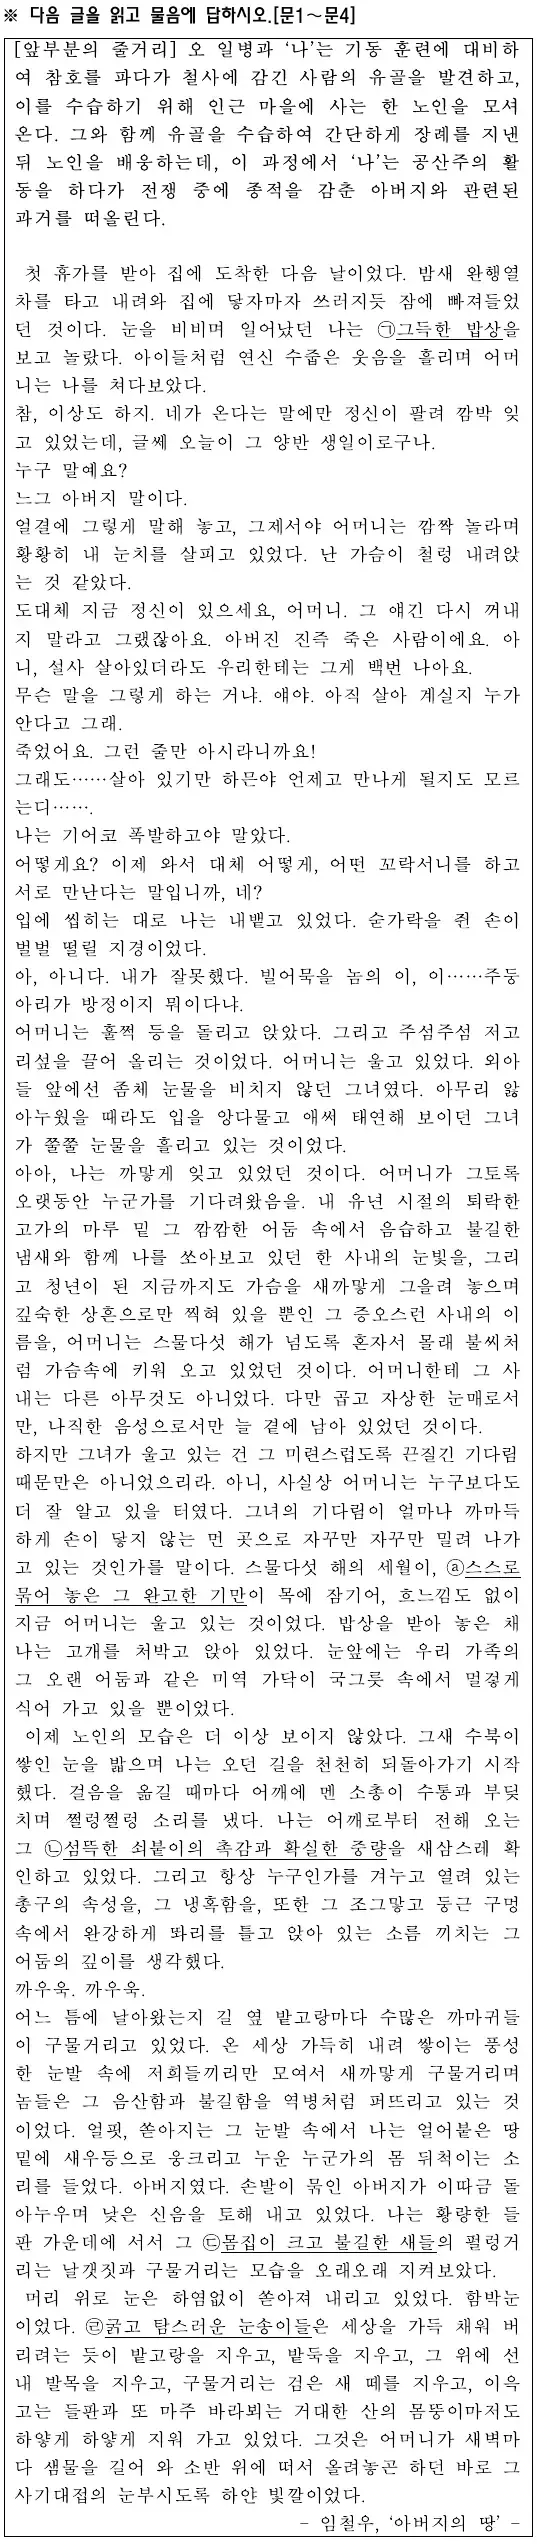 ※ 다음 글을 읽고 물음에 답하시오.[문1～문4]
[앞부분의 줄거리] 오 일병과 ‘나’는 기동 훈련에 대비하
여 참호를 파다가 철사에 감긴 사람의 유골을 발견하고,
이를 수습하기 위해 인근 마을에 사는 한 노인을 모셔
온다. 그와 함께 유골을 수습하여 간단하게 장례를 지낸
뒤 노인을 배웅하는데, 이 과정에서 ‘나’는 공산주의 활
동을 하다가 전쟁 중에 종적을 감춘 아버지와 관련된
과거를 떠올린다.
첫 휴가를 받아 집에 도착한 다음 날이었다. 밤새 완행열
차를 타고 내려와 집에 닿자마자 쓰러지듯 잠에 빠져들었
던 것이다. 눈을 비비며 일어났던 나는 ㉠그득한 밥상을
보고 놀랐다. 아이들처럼 연신 수줍은 웃음을 흘리며 어머
니는 나를 쳐다보았다.
참, 이상도 하지. 네가 온다는 말에만 정신이 팔려 깜박 잊
고 있었는데, 글쎄 오늘이 그 양반 생일이로구나.
누구 말예요?
느그 아버지 말이다.
얼결에 그렇게 말해 놓고, 그제서야 어머니는 깜짝 놀라며
황황히 내 눈치를 살피고 있었다. 난 가슴이 철렁 내려앉
는 것 같았다.
도대체 지금 정신이 있으세요, 어머니. 그 얘긴 다시 꺼내
지 말라고 그랬잖아요. 아버진 진즉 죽은 사람이에요. 아
니, 설사 살아있더라도 우리한테는 그게 백번 나아요.
무슨 말을 그렇게 하는 거냐. 얘야. 아직 살아 계실지 누가
안다고 그래.
죽었어요. 그런 줄만 아시라니까요!
그래도……살아 있기만 하믄야 언제고 만나게 될지도 모르
는디…….
나는 기어코 폭발하고야 말았다.
어떻게요? 이제 와서 대체 어떻게, 어떤 꼬락서니를 하고
서로 만난다는 말입니까, 네?
입에 씹히는 대로 나는 내뱉고 있었다. 숟가락을 쥔 손이
벌벌 떨릴 지경이었다.
아, 아니다. 내가 잘못했다. 빌어묵을 놈의 이, 이……주둥
아리가 방정이지 뭐이다냐.
어머니는 훌쩍 등을 돌리고 앉았다. 그리고 주섬주섬 저고
리섶을 끌어 올리는 것이었다. 어머니는 울고 있었다. 외아
들 앞에선 좀체 눈물을 비치지 않던 그녀였다. 아무리 앓
아누웠을 때라도 입을 앙다물고 애써 태연해 보이던 그녀
가 쭐쭐 눈물을 흘리고 있는 것이었다.
아아, 나는 까맣게 잊고 있었던 것이다. 어머니가 그토록
오랫동안 누군가를 기다려왔음을. 내 유년 시절의 퇴락한
고가의 마루 밑 그 깜깜한 어둠 속에서 음습하고 불길한
냄새와 함께 나를 쏘아보고 있던 한 사내의 눈빛을, 그리
고 청년이 된 지금까지도 가슴을 새까맣게 그을려 놓으며
깊숙한 상흔으로만 찍혀 있을 뿐인 그 증오스런 사내의 이
름을, 어머니는 스물다섯 해가 넘도록 혼자서 몰래 불씨처
럼 가슴속에 키워 오고 있었던 것이다. 어머니한테 그 사
내는 다른 아무것도 아니었다. 다만 곱고 자상한 눈매로서
만, 나직한 음성으로서만 늘 곁에 남아 있었던 것이다.
하지만 그녀가 울고 있는 건 그 미련스럽도록 끈질긴 기다림
때문만은 아니었으리라. 아니, 사실상 어머니는 누구보다도
더 잘 알고 있을 터였다. 그녀의 기다림이 얼마나 까마득
하게 손이 닿지 않는 먼 곳으로 자꾸만 자꾸만 밀려 나가
고 있는 것인가를 말이다. 스물다섯 해의 세월이, ⓐ스스로
묶어 놓은 그 완고한 기만이 목에 잠기어, 흐느낌도 없이
지금 어머니는 울고 있는 것이었다. 밥상을 받아 놓은 채
나는 고개를 처박고 앉아 있었다. 눈앞에는 우리 가족의
그 오랜 어둠과 같은 미역 가닥이 국그릇 속에서 멀겋게
식어 가고 있을 뿐이었다.
이제 노인의 모습은 더 이상 보이지 않았다. 그새 수북이
쌓인 눈을 밟으며 나는 오던 길을 천천히 되돌아가기 시작
했다. 걸음을 옮길 때마다 어깨에 멘 소총이 수통과 부딪
치며 쩔렁쩔렁 소리를 냈다. 나는 어깨로부터 전해 오는
그 ㉡섬뜩한 쇠붙이의 촉감과 확실한 중량을 새삼스레 확
인하고 있었다. 그리고 항상 누구인가를 겨누고 열려 있는
총구의 속성을, 그 냉혹함을, 또한 그 조그맣고 둥근 구멍
속에서 완강하게 똬리를 틀고 앉아 있는 소름 끼치는 그
어둠의 깊이를 생각했다.
까우욱. 까우욱.
어느 틈에 날아왔는지 길 옆 밭고랑마다 수많은 까마귀들
이 구물거리고 있었다. 온 세상 가득히 내려 쌓이는 풍성
한 눈발 속에 저희들끼리만 모여서 새까맣게 구물거리며
놈들은 그 음산함과 불길함을 역병처럼 퍼뜨리고 있는 것
이었다. 얼핏, 쏟아지는 그 눈발 속에서 나는 얼어붙은 땅
밑에 새우등으로 웅크리고 누운 누군가의 몸 뒤척이는 소
리를 들었다. 아버지였다. 손발이 묶인 아버지가 이따금 돌
아누우며 낮은 신음을 토해 내고 있었다. 나는 황량한 들
판 가운데에 서서 그 ㉢몸집이 크고 불길한 새들의 펄렁거
리는 날갯짓과 구물거리는 모습을 오래오래 지켜보았다.
머리 위로 눈은 하염없이 쏟아져 내리고 있었다. 함박눈
이었다. ㉣굵고 탐스러운 눈송이들은 세상을 가득 채워 버
리려는 듯이 밭고랑을 지우고, 밭둑을 지우고, 그 위에 선
내 발목을 지우고, 구물거리는 검은 새 떼를 지우고, 이윽
고는 들판과 또 마주 바라뵈는 거대한 산의 몸뚱이마저도
하얗게 하얗게 지워 가고 있었다. 그것은 어머니가 새벽마
다 샘물을 길어 와 소반 위에 떠서 올려놓곤 하던 바로 그
사기대접의 눈부시도록 하얀 빛깔이었다.
- 임철우, ‘아버지의 땅’ -